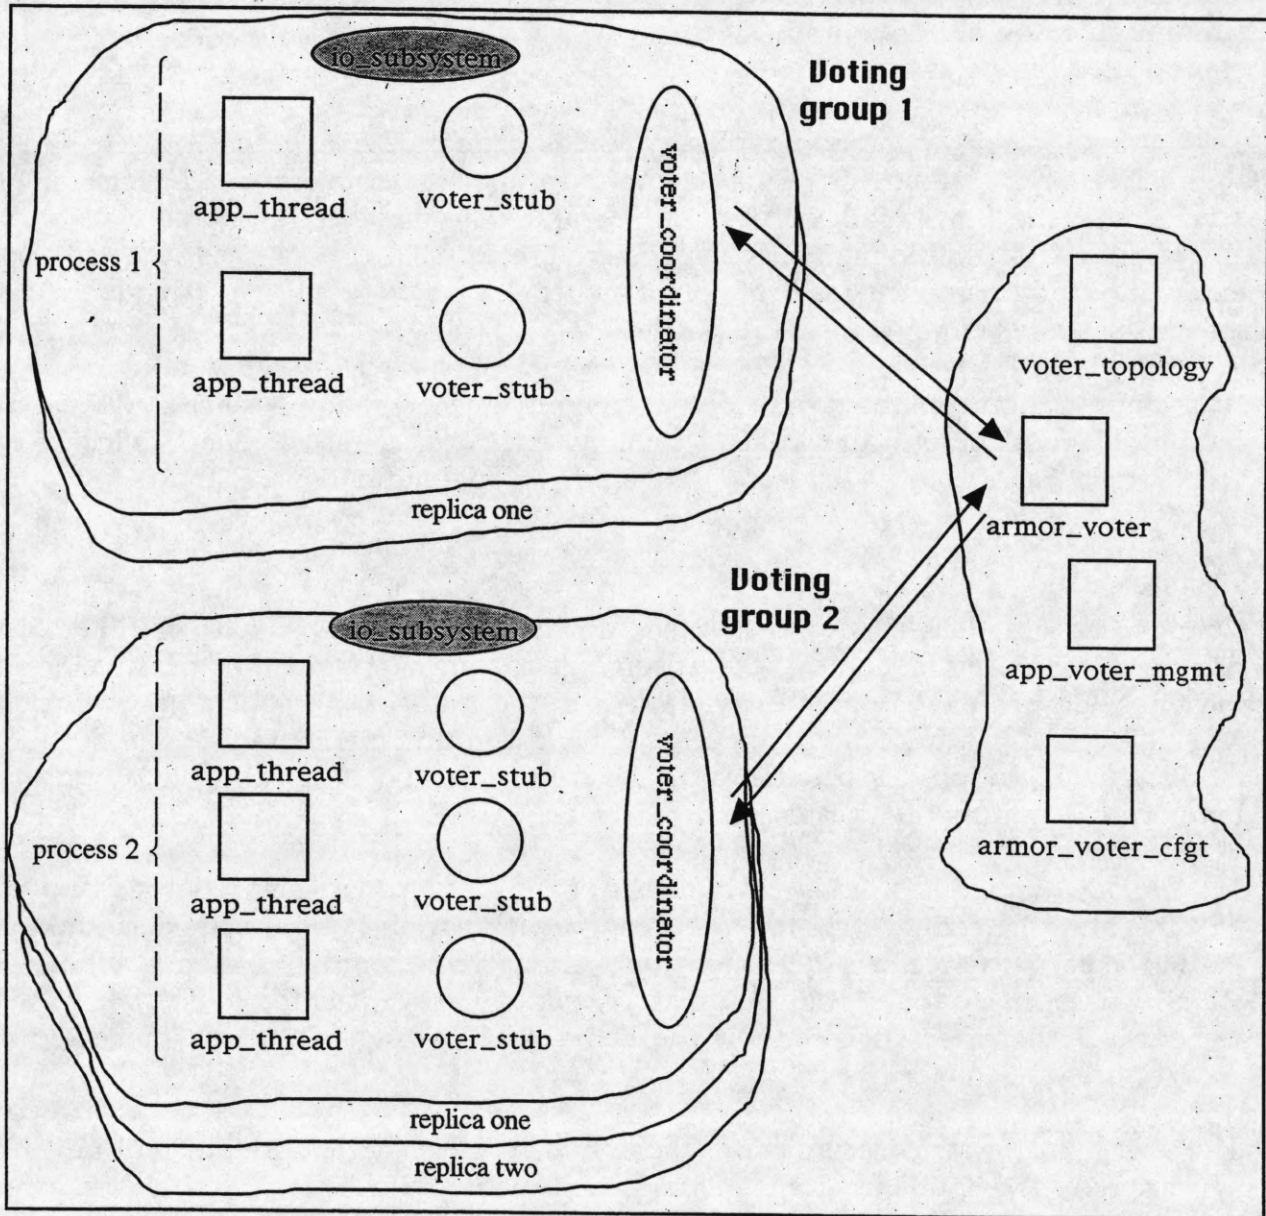 io_subsystem
Voting
group 1
app_thread
voter_stub
voter_coordinator
process 1
app_thread
voter_stub
replica one
voter_topology
armor_voter
app_voter_mgmt
armor_voter_cfgt
Voting
group 2
io_subsystem
app_thread
voter_stub
voter_coordinator
process 2
app_thread
voter_stub
app_thread
voter_stub
replica one
replica two